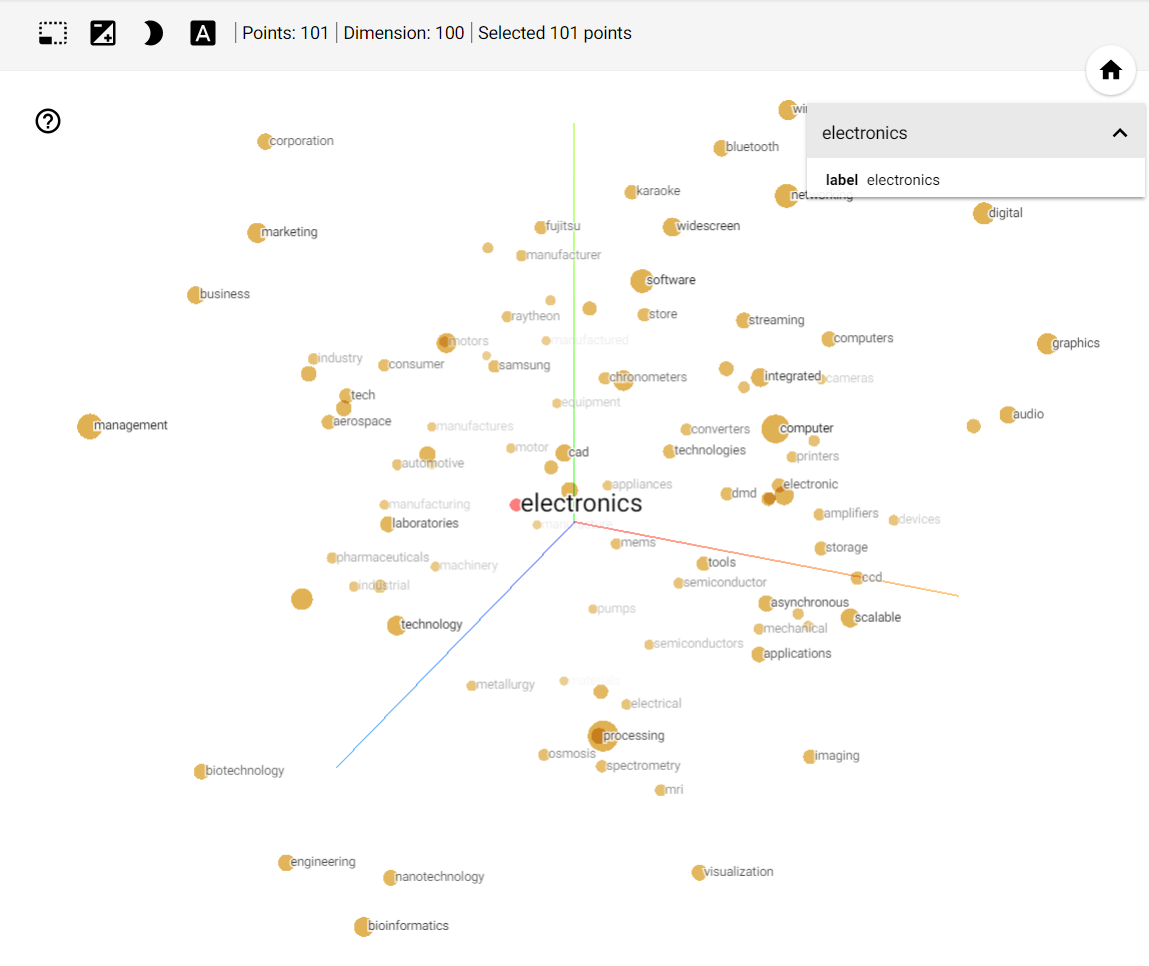 A
Points: 101 | Dimension: 100 | Selected 101 points
electronics
label electronics
corporation
bluetooth
karaoke
networking
digital
fujitsu
widescreen
marketing
manufacturer
software
business
raytheon
store
streaming
manufactured
motors
computers
graphics
industry
consumer
samsung
chronometers
integrated
cameras
tech
equipment
aerospace
manufactures
converters
computer
audio
management
motor
cad
technologies
printers
automotive
appliances
electronic
dmd
manufacturing
electronics
amplifiers
devices
laboratories
manufacture
mems
storage
pharmaceuticals
machinery
tools
ccd
industrial
semiconductor
asynchronous
pumps
scalable
technology
mechanical
semiconductors
applications
metallurgy
electrical
processing
osmosis
spectrometry
imaging
biotechnology
mri
engineering
nanotechnology
visualization
bioinformatics